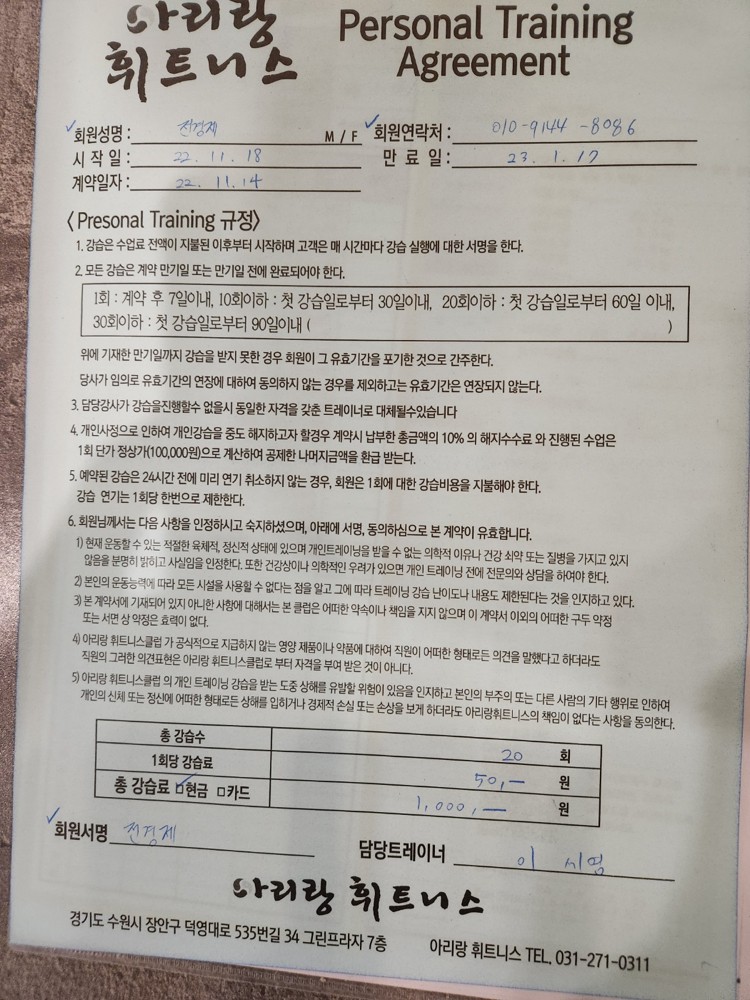 아리랑
휘트니스
Personal Training
Agreement
회원성명 : 전경제 M / F 회원연락처 : 010-9144-8086
시 작 일 : 22. 11. 18 만 료 일 : 23. 1. 17
계약일자 : 22. 11. 14
〈 Presonal Training 규정〉
1. 강습은 수업료 전액이 지불된 이후부터 시작하며 고객은 매 시간마다 강습 실행에 대한 서명을 한다.
2. 모든 강습은 계약 만기일 또는 만기일 전에 완료되어야 한다.
1회 : 계약 후 7일이내, 10회이하 : 첫 강습일로부터 30일이내, 20회이하 : 첫 강습일로부터 60일 이내,
30회이하 : 첫 강습일로부터 90일이내 ( )
위에 기재한 만기일까지 강습을 받지 못한 경우 회원이 그 유효기간을 포기한 것으로 간주한다.
당사가 임의로 유효기간의 연장에 대하여 동의하지 않는 경우를 제외하고는 유효기간은 연장되지 않는다.
3. 담당강사가 강습을진행할수 없을시 동일한 자격을 갖춘 트레이너로 대체될수있습니다
4. 개인사정으로 인하여 개인강습을 중도 해지하고자 할경우 계약시 납부한 총금액의 10% 의 해지수수료 와 진행된 수업은
1회 단가 정상가(100,000원)으로 계산하여 공제한 나머지금액을 환급 받는다.
5. 예약된 강습은 24시간 전에 미리 연기 취소하지 않는 경우, 회원은 1회에 대한 강습비용을 지불해야 한다.
강습 연기는 1회당 한번으로 제한한다.
6. 회원님께서는 다음 사항을 인정하시고 숙지하셨으며, 아래에 서명, 동의하심으로 본 계약이 유효합니다.
1) 현재 운동할 수 있는 적절한 육체적, 정신적 상태에 있으며 개인트레이닝을 받을 수 없는 의학적 이유나 건강 쇠약 또는 질병을 가지고 있지
않음을 분명히 밝히고 사실임을 인정한다. 또한 건강상이나 의학적인 우려가 있으면 개인 트레이닝 전에 전문의와 상담을 하여야 한다.
2) 본인의 운동능력에 따라 모든 시설을 사용할 수 없다는 점을 알고 그에 따라 트레이닝 강습 난이도나 내용도 제한된다는 것을 인지하고 있다.
3) 본 계약서에 기재되어 있지 아니한 사항에 대해서는 본 클럽은 어떠한 약속이나 책임을 지지 않으며 이 계약서 이외의 어떠한 구두 약정
또는 서면 상 약정은 효력이 없다.
4) 아리랑 휘트니스클럽 가 공식적으로 지급하지 않는 영양 제품이나 약품에 대하여 직원이 어떠한 형태로든 의견을 말했다고 하더라도
직원의 그러한 의견표현은 아리랑 휘트니스클럽로 부터 자격을 부여 받은 것이 아니다.
5) 아리랑 휘트니스클럽 의 개인 트레이닝 강습을 받는 도중 상해를 유발할 위험이 있음을 인지하고 본인의 부주의 또는 다른 사람의 기타 행위로 인하여
개인의 신체 또는 정신에 어떠한 형태로든 상해를 입히거나 경제적 손실 또는 손상을 보게 하더라도 아리랑휘트니스의 책임이 없다는 사항을 동의한다.
총 강습수 20 회
1회당 강습료 50,— 원
총 강습료 ☑현금 □카드 1,000,— 원
회원서명 전경제
담당트레이너 이 시영
아리랑 휘트니스
경기도 수원시 장안구 덕영대로 535번길 34 그린프라자 7층 아리랑 휘트니스 TEL. 031-271-0311